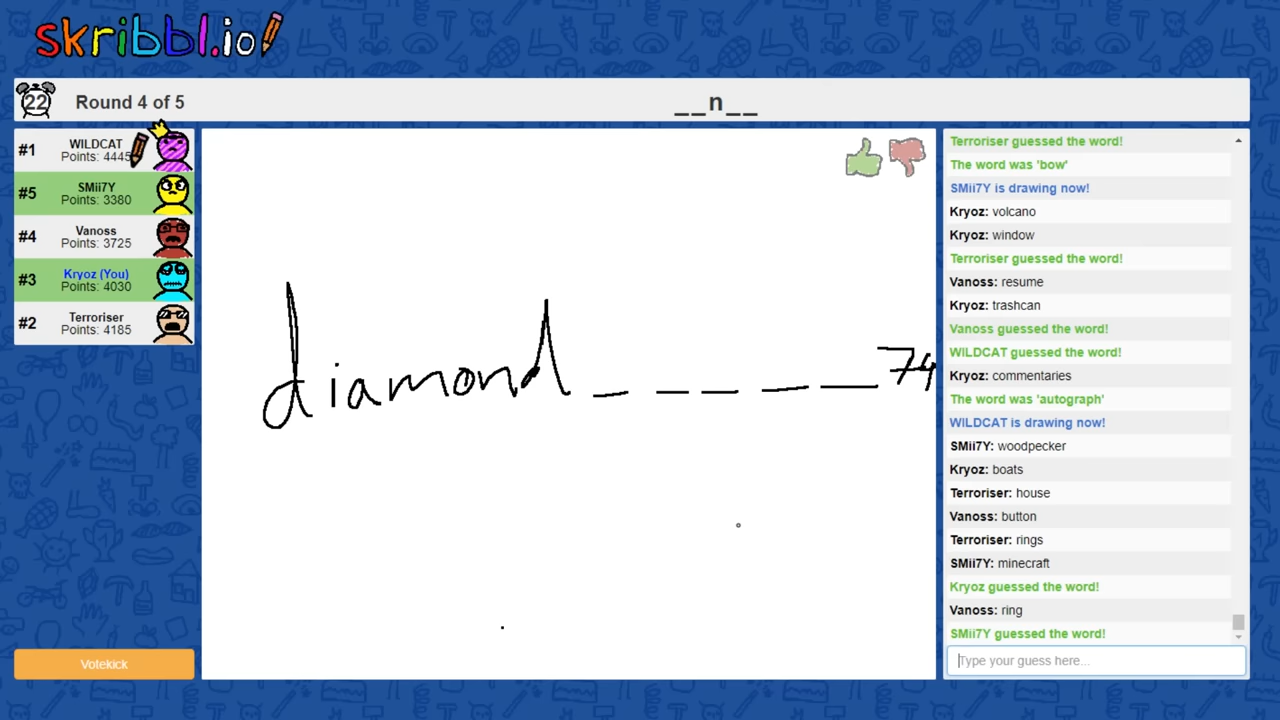 skribbl.io
22
Round 4 of 5
__n__
#1
WILDCAT
Points: 4445
#5
SMii7Y
Points: 3380
#4
Vanoss
Points: 3725
#3
Kryoz (You)
Points: 4030
#2
Terroriser
Points: 4185
Votekick
diamond _ _ _ _ _ 74
Terroriser guessed the word!
The word was 'bow'
SMii7Y is drawing now!
Kryoz: volcano
Kryoz: window
Terroriser guessed the word!
Vanoss: resume
Kryoz: trashcan
Vanoss guessed the word!
WILDCAT guessed the word!
Kryoz: commentaries
The word was 'autograph'
WILDCAT is drawing now!
SMii7Y: woodpecker
Kryoz: boats
Terroriser: house
Vanoss: button
Terroriser: rings
SMii7Y: minecraft
Kryoz guessed the word!
Vanoss: ring
SMii7Y guessed the word!
Type your guess here...